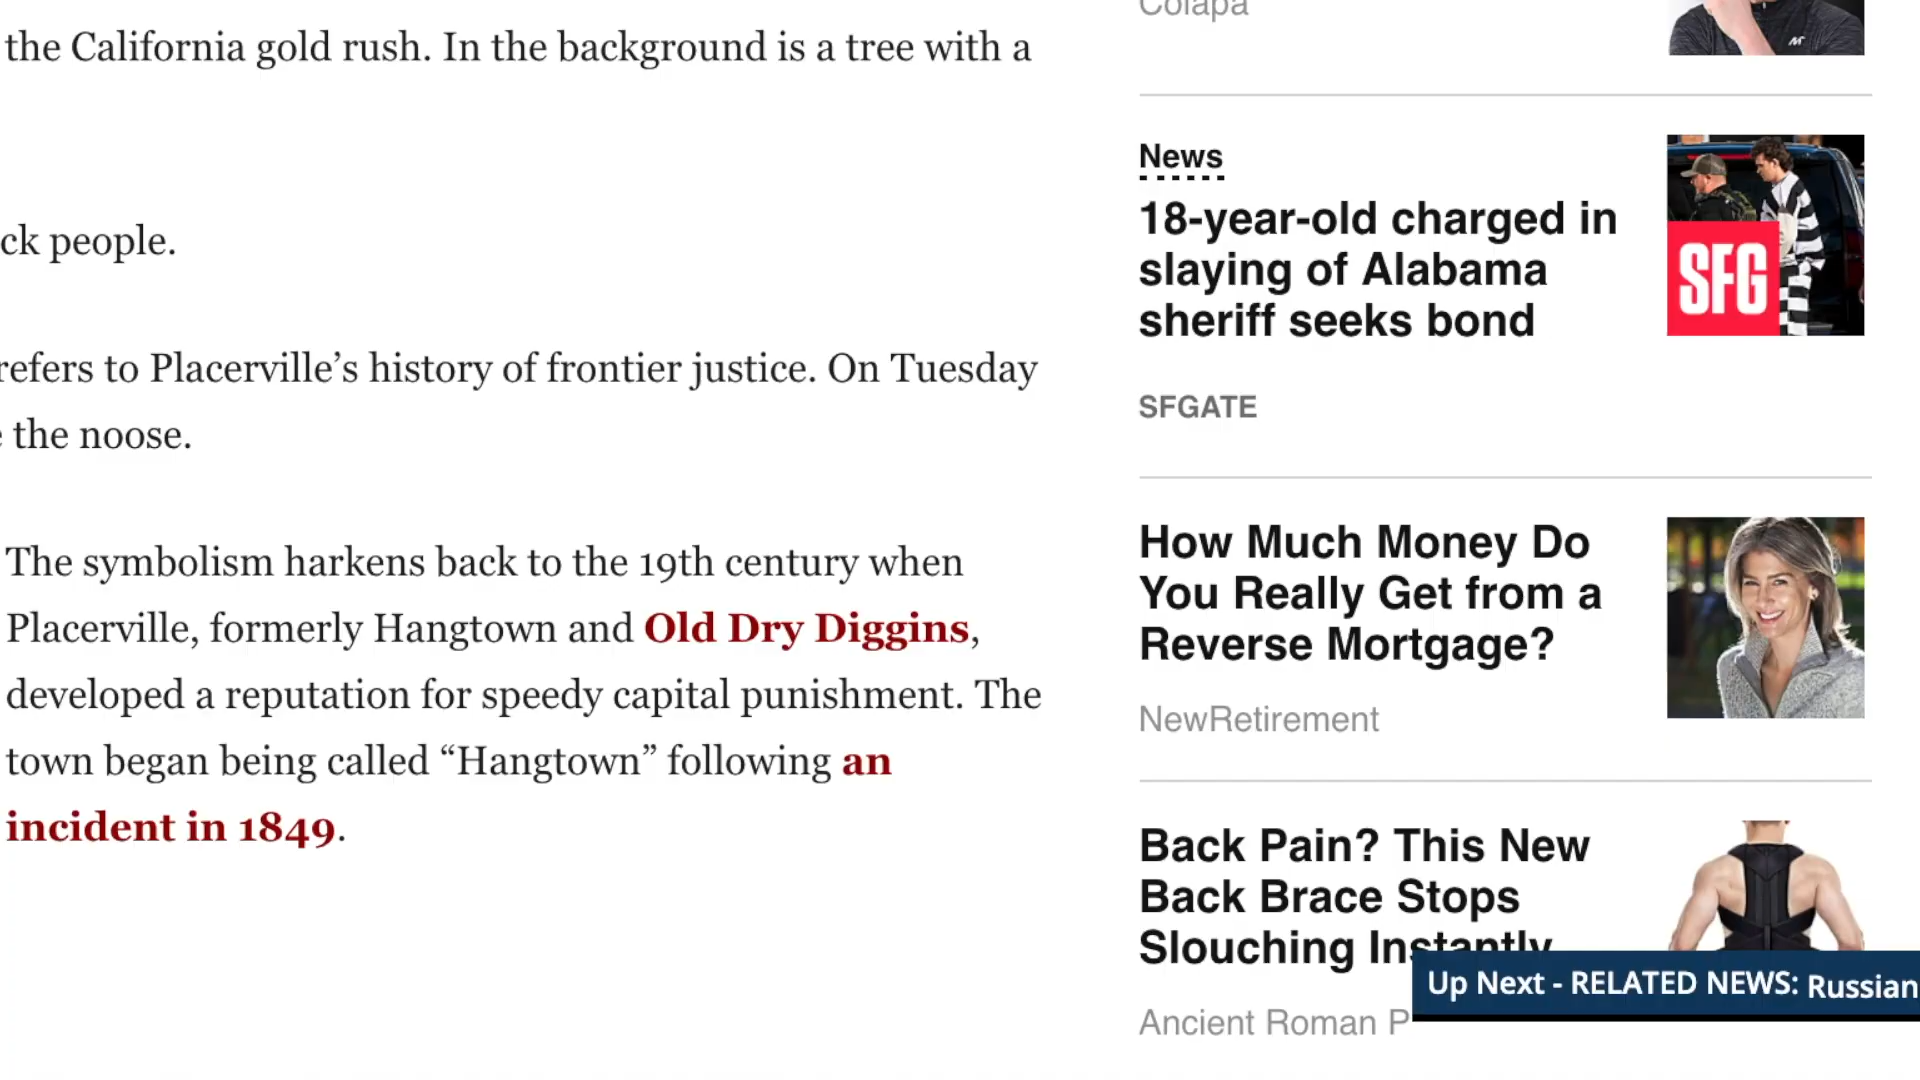 the California gold rush. In the background is a tree with a
ck people.
refers to Placerville’s history of frontier justice. On Tuesday
the noose.
The symbolism harkens back to the 19th century when
Placerville, formerly Hangtown and Old Dry Diggins,
developed a reputation for speedy capital punishment. The
town began being called “Hangtown” following an
incident in 1849.
Colapa
News
18-year-old charged in
slaying of Alabama
sheriff seeks bond
SFG
SFGATE
How Much Money Do
You Really Get from a
Reverse Mortgage?
NewRetirement
Back Pain? This New
Back Brace Stops
Slouching Instantly
Ancient Roman P
Up Next - RELATED NEWS: Russian